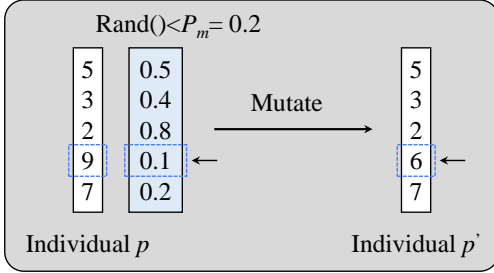 Rand()<Pm= 0.2
5 0.5 5
3 0.4 3
2 0.8 Mutate 2
9 0.1 6
7 0.2 7
Individual p Individual p’